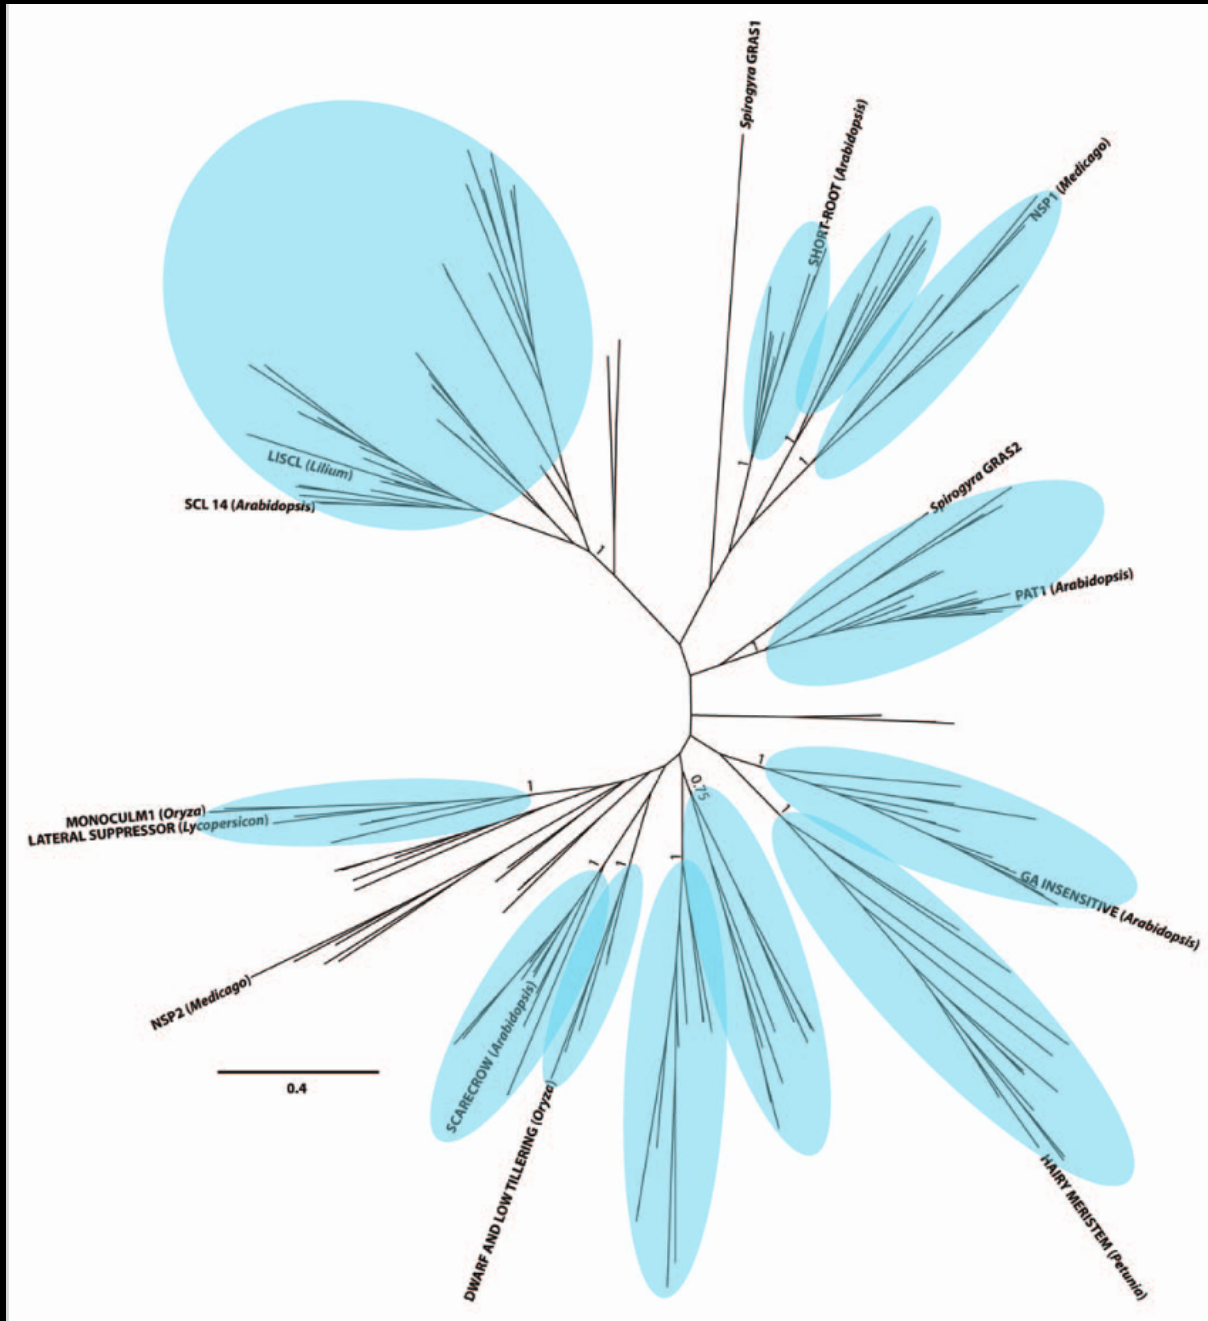 Spirogyra GRAS1
SHORT-ROOT (Arabidopsis)
NSP1 (Medicago)
1
1
1
Spirogyra GRAS2
PAT1 (Arabidopsis)
1
LISCL (Lilium)
SCL 14 (Arabidopsis)
1
1
GA INSENSITIVE (Arabidopsis)
1
HAIRY MERISTEM (Petunia)
0.75
1
1
1
1
MONOCULM1 (Oryza)
LATERAL SUPPRESSOR (Lycopersicon)
NSP2 (Medicago)
SCARECROW (Arabidopsis)
DWARF AND LOW TILLERING (Oryza)
0.4